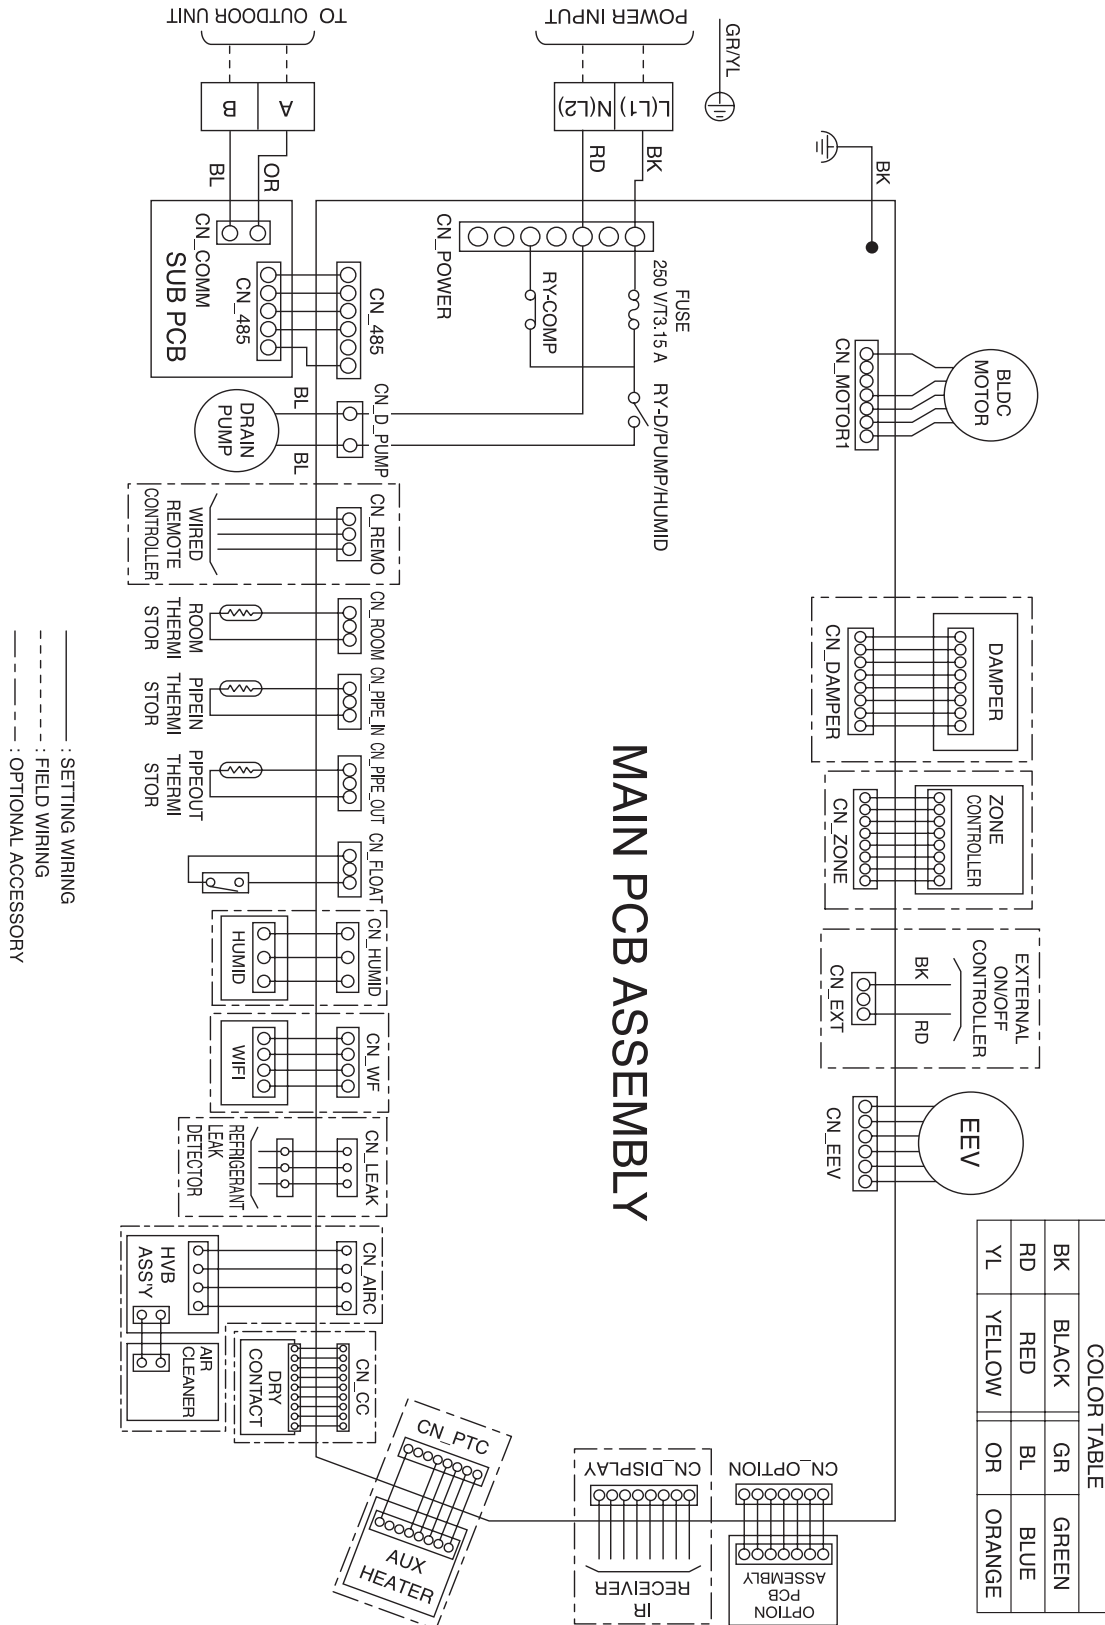 TO OUTDOOR UNIT
POWER INPUT
GR/YL
B
A
N(L2)
L(L1)
BL
OR
RD
BK
BK
CN_COMM
SUB PCB
CN_485
CN_485
CN_POWER
RY-COMP
FUSE
250 V/T3.15 A
RY-D/PUMP/HUMID
BLDC
MOTOR
CN_MOTOR1
DRAIN
PUMP
BL
BL
CN_D_PUMP
WIRED
REMOTE
CONTROLLER
CN_REMO
ROOM
THERMI
STOR
CN_ROOM
PIPEIN
THERMI
STOR
CN_PIPE_IN
PIPEOUT
THERMI
STOR
CN_PIPE_OUT
CN_FLOAT
HUMID
CN_HUMID
WIFI
CN_WF
REFRIGERANT
LEAK
DETECTOR
CN_LEAK
HVB
ASS'Y
CN_AIRC
AIR
CLEANER
DRY
CONTACT
CN_CC
CN_PTC
AUX
HEATER
CN_DISPLAY
IR
RECEIVER
CN_OPTION
OPTION
PCB
ASSEMBLY
MAIN PCB ASSEMBLY
DAMPER
CN_DAMPER
ZONE
CONTROLLER
CN_ZONE
EXTERNAL
ON/OFF
CONTROLLER
BK
RD
CN_EXT
EEV
CN_EEV
COLOR TABLE
BK BLACK GR GREEN
RD RED BL BLUE
YL YELLOW OR ORANGE
: SETTING WIRING
: FIELD WIRING
: OPTIONAL ACCESSORY